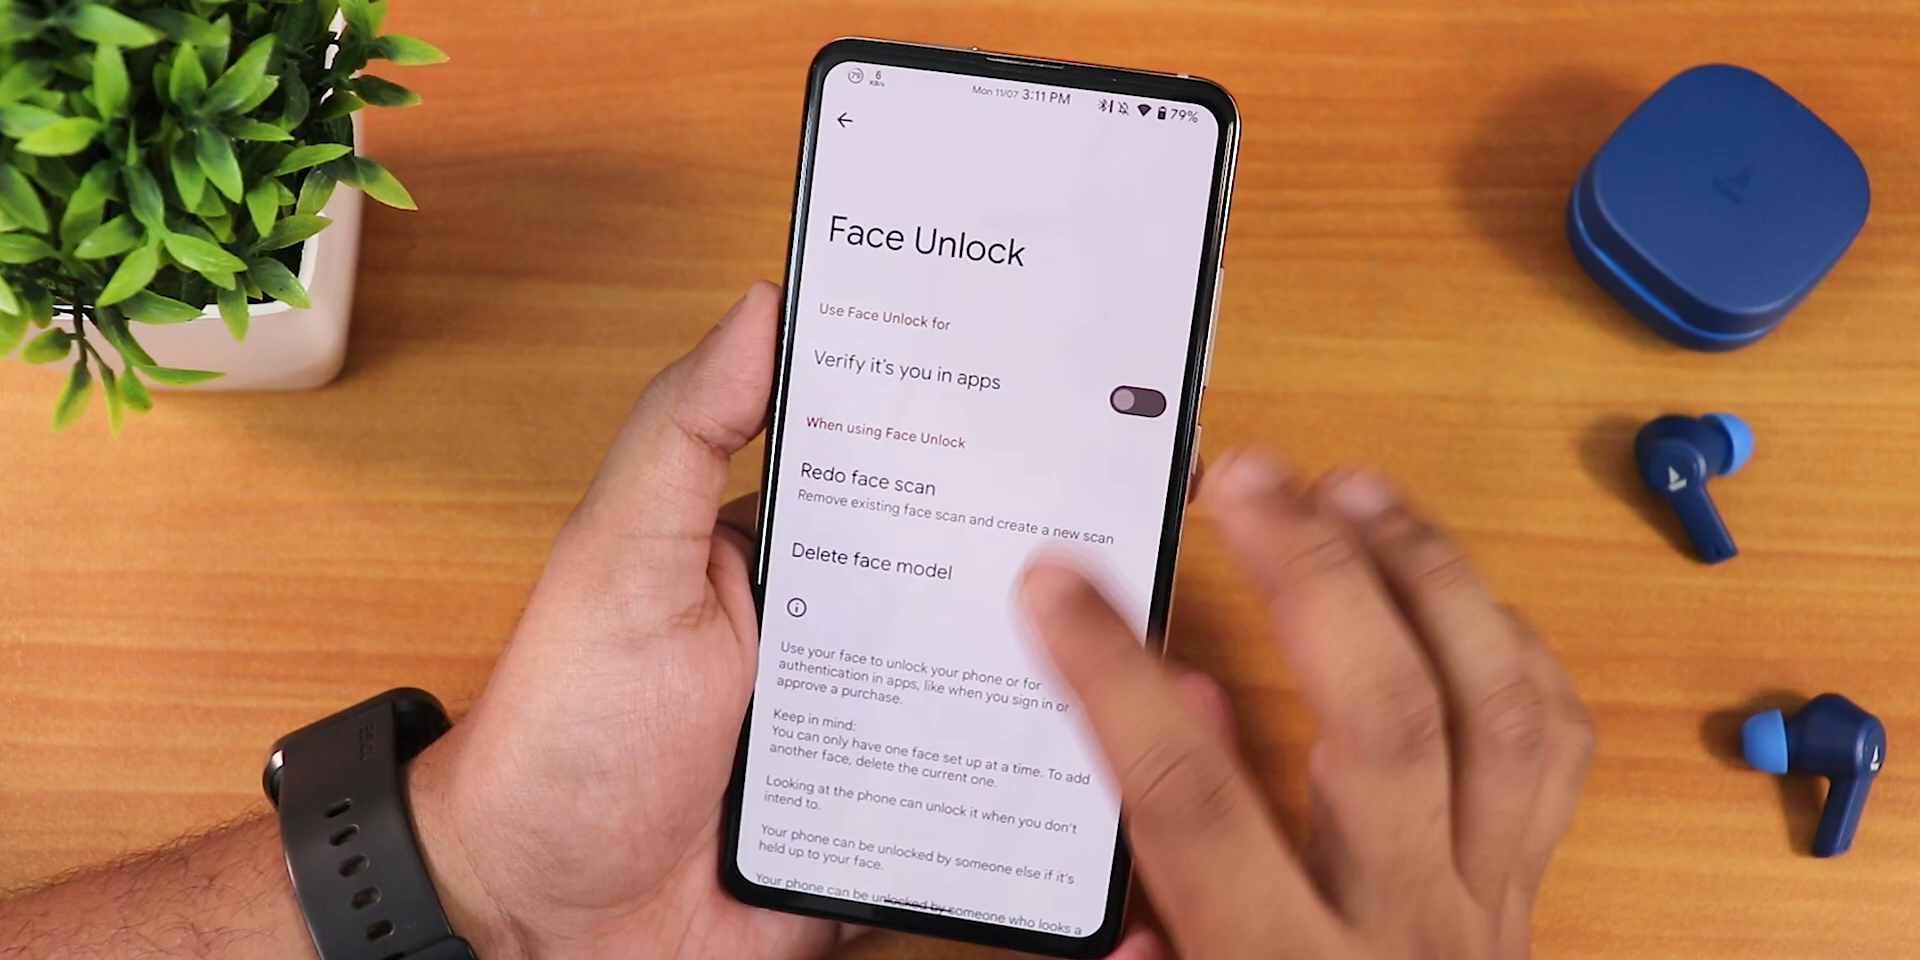 79
6
KB/s
Mon 11/07 3:11 PM
79%
Face Unlock
Use Face Unlock for
Verify it's you in apps
When using Face Unlock
Redo face scan
Remove existing face scan and create a new scan
Delete face model
Use your face to unlock your phone or for
authentication in apps, like when you sign in or
approve a purchase.
Keep in mind:
You can only have one face set up at a time. To add
another face, delete the current one.
Looking at the phone can unlock it when you don't
intend to.
Your phone can be unlocked by someone else if it's
held up to your face.
Your phone can be unlocked by someone who looks a